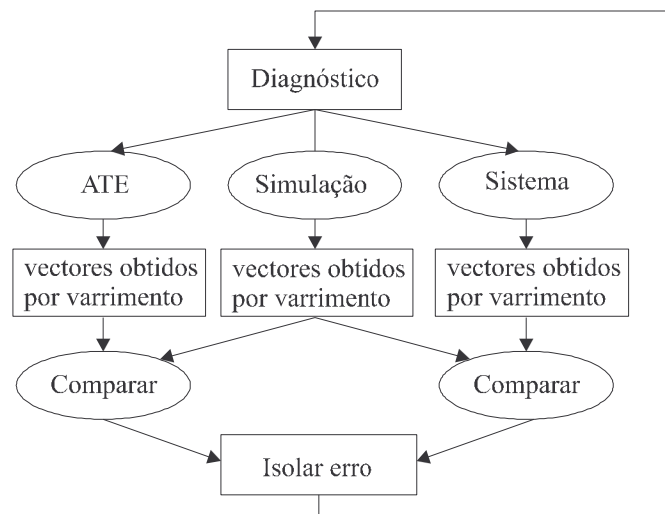 Diagnóstico
ATE
Simulação
Sistema
vectores obtidos
por varrimento
vectores obtidos
por varrimento
vectores obtidos
por varrimento
Comparar
Comparar
Isolar erro